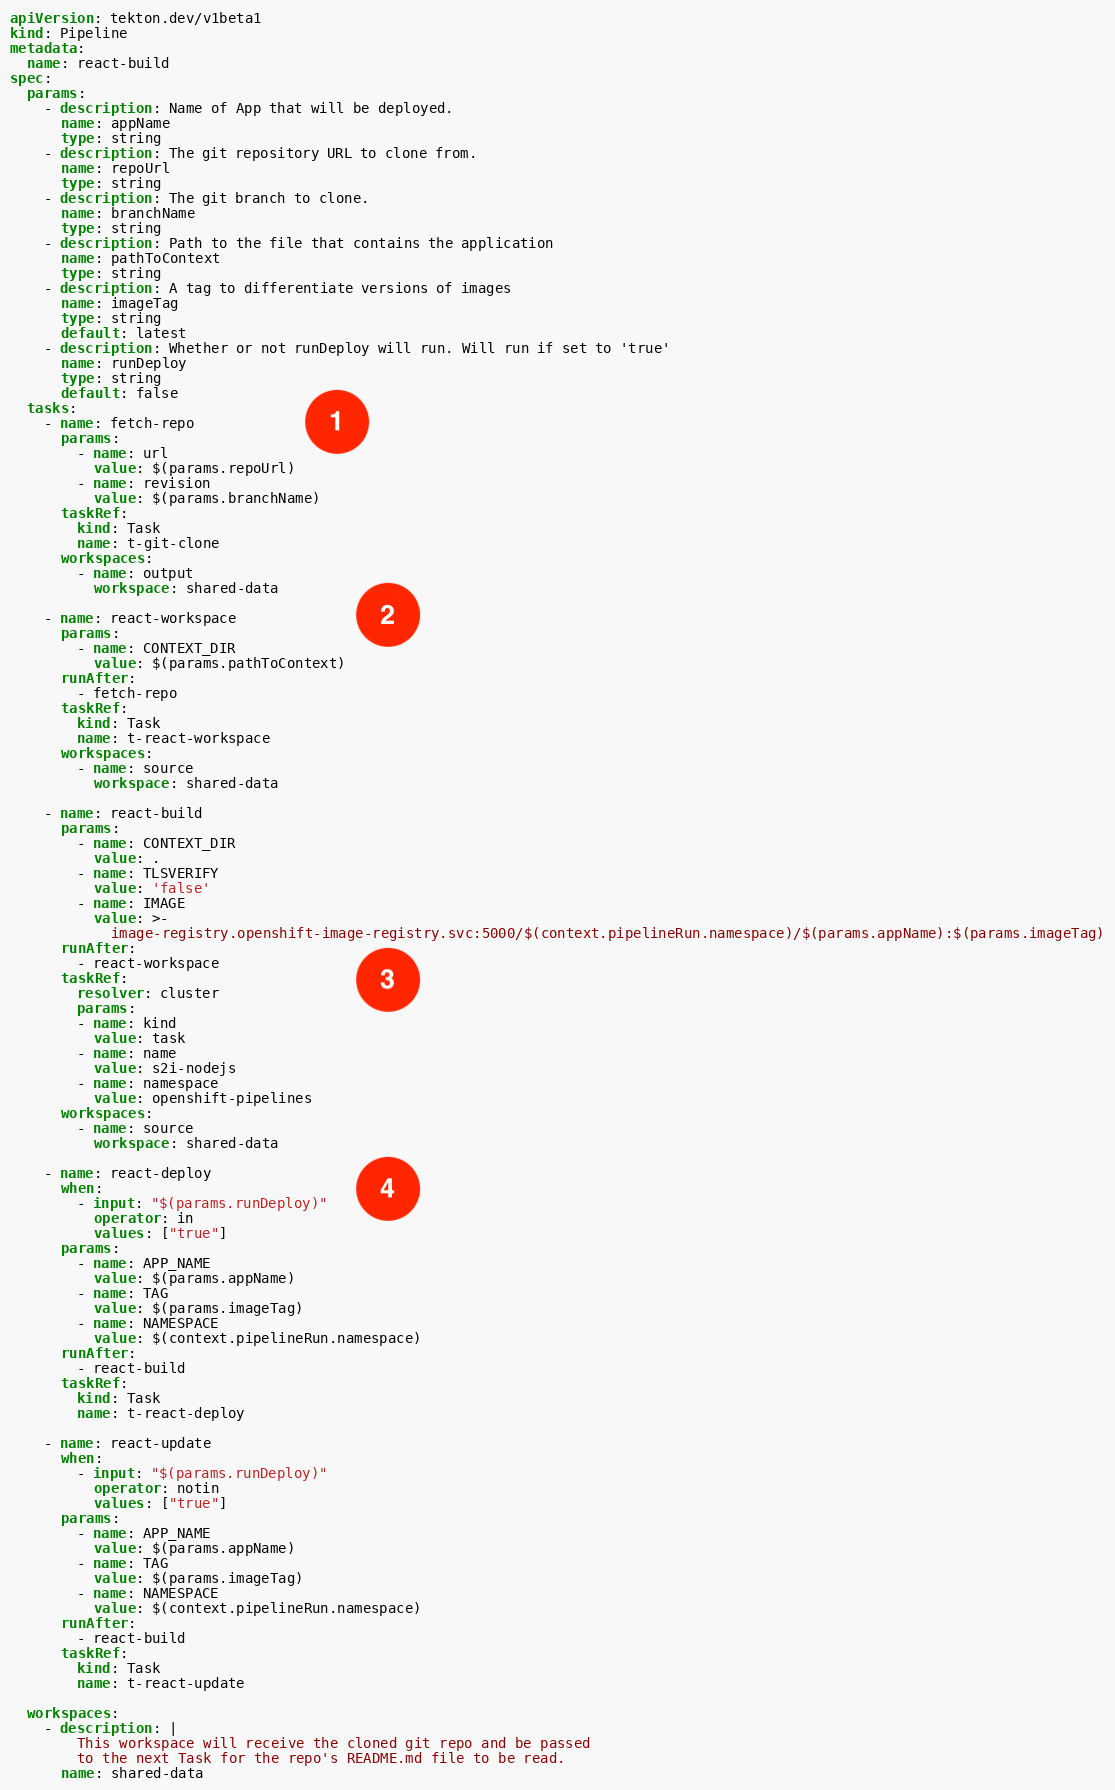 apiVersion: tekton.dev/v1beta1
kind: Pipeline
metadata:
  name: react-build
spec:
  params:
    - description: Name of App that will be deployed.
      name: appName
      type: string
    - description: The git repository URL to clone from.
      name: repoUrl
      type: string
    - description: The git branch to clone.
      name: branchName
      type: string
    - description: Path to the file that contains the application
      name: pathToContext
      type: string
    - description: A tag to differentiate versions of images
      name: imageTag
      type: string
      default: latest
    - description: Whether or not runDeploy will run. Will run if set to 'true'
      name: runDeploy
      type: string
      default: false
  tasks:
    - name: fetch-repo
1
      params:
        - name: url
          value: $(params.repoUrl)
        - name: revision
          value: $(params.branchName)
      taskRef:
        kind: Task
        name: t-git-clone
      workspaces:
        - name: output
          workspace: shared-data
2
    - name: react-workspace
      params:
        - name: CONTEXT_DIR
          value: $(params.pathToContext)
      runAfter:
        - fetch-repo
      taskRef:
        kind: Task
        name: t-react-workspace
      workspaces:
        - name: source
          workspace: shared-data
    - name: react-build
      params:
        - name: CONTEXT_DIR
          value: .
        - name: TLSVERIFY
          value: 'false'
        - name: IMAGE
          value: >-
            image-registry.openshift-image-registry.svc:5000/$(context.pipelineRun.namespace)/$(params.appName):$(params.imageTag)
      runAfter:
        - react-workspace
      taskRef:
3
        resolver: cluster
        params:
        - name: kind
          value: task
        - name: name
          value: s2i-nodejs
        - name: namespace
          value: openshift-pipelines
      workspaces:
        - name: source
          workspace: shared-data
    - name: react-deploy
      when:
4
        - input: "$(params.runDeploy)"
          operator: in
          values: ["true"]
      params:
        - name: APP_NAME
          value: $(params.appName)
        - name: TAG
          value: $(params.imageTag)
        - name: NAMESPACE
          value: $(context.pipelineRun.namespace)
      runAfter:
        - react-build
      taskRef:
        kind: Task
        name: t-react-deploy
    - name: react-update
      when:
        - input: "$(params.runDeploy)"
          operator: notin
          values: ["true"]
      params:
        - name: APP_NAME
          value: $(params.appName)
        - name: TAG
          value: $(params.imageTag)
        - name: NAMESPACE
          value: $(context.pipelineRun.namespace)
      runAfter:
        - react-build
      taskRef:
        kind: Task
        name: t-react-update
  workspaces:
    - description: |
        This workspace will receive the cloned git repo and be passed
        to the next Task for the repo's README.md file to be read.
      name: shared-data